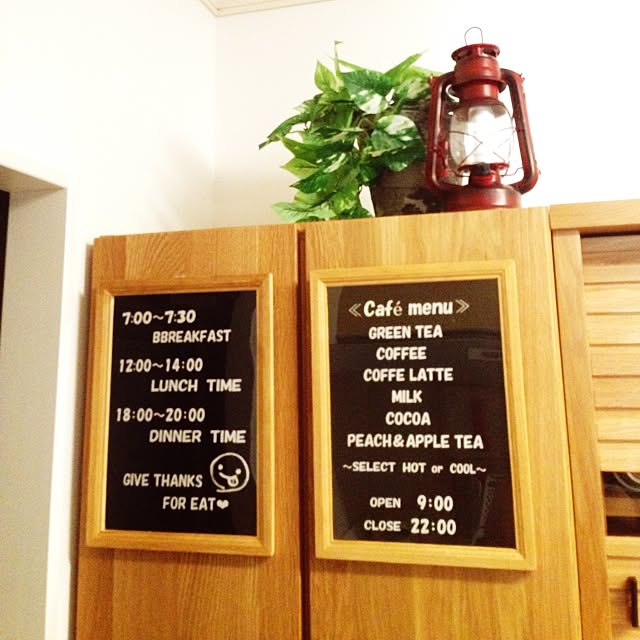 7:00~7:30
BBREAKFAST
12:00~14:00
LUNCH TIME
18:00~20:00
DINNER TIME
GIVE THANKS
FOR EAT❤
≪Café menu≫
GREEN TEA
COFFEE
COFFE LATTE
MILK
COCOA
PEACH&APPLE TEA
~SELECT HOT or COOL~
OPEN 9:00
CLOSE 22:00